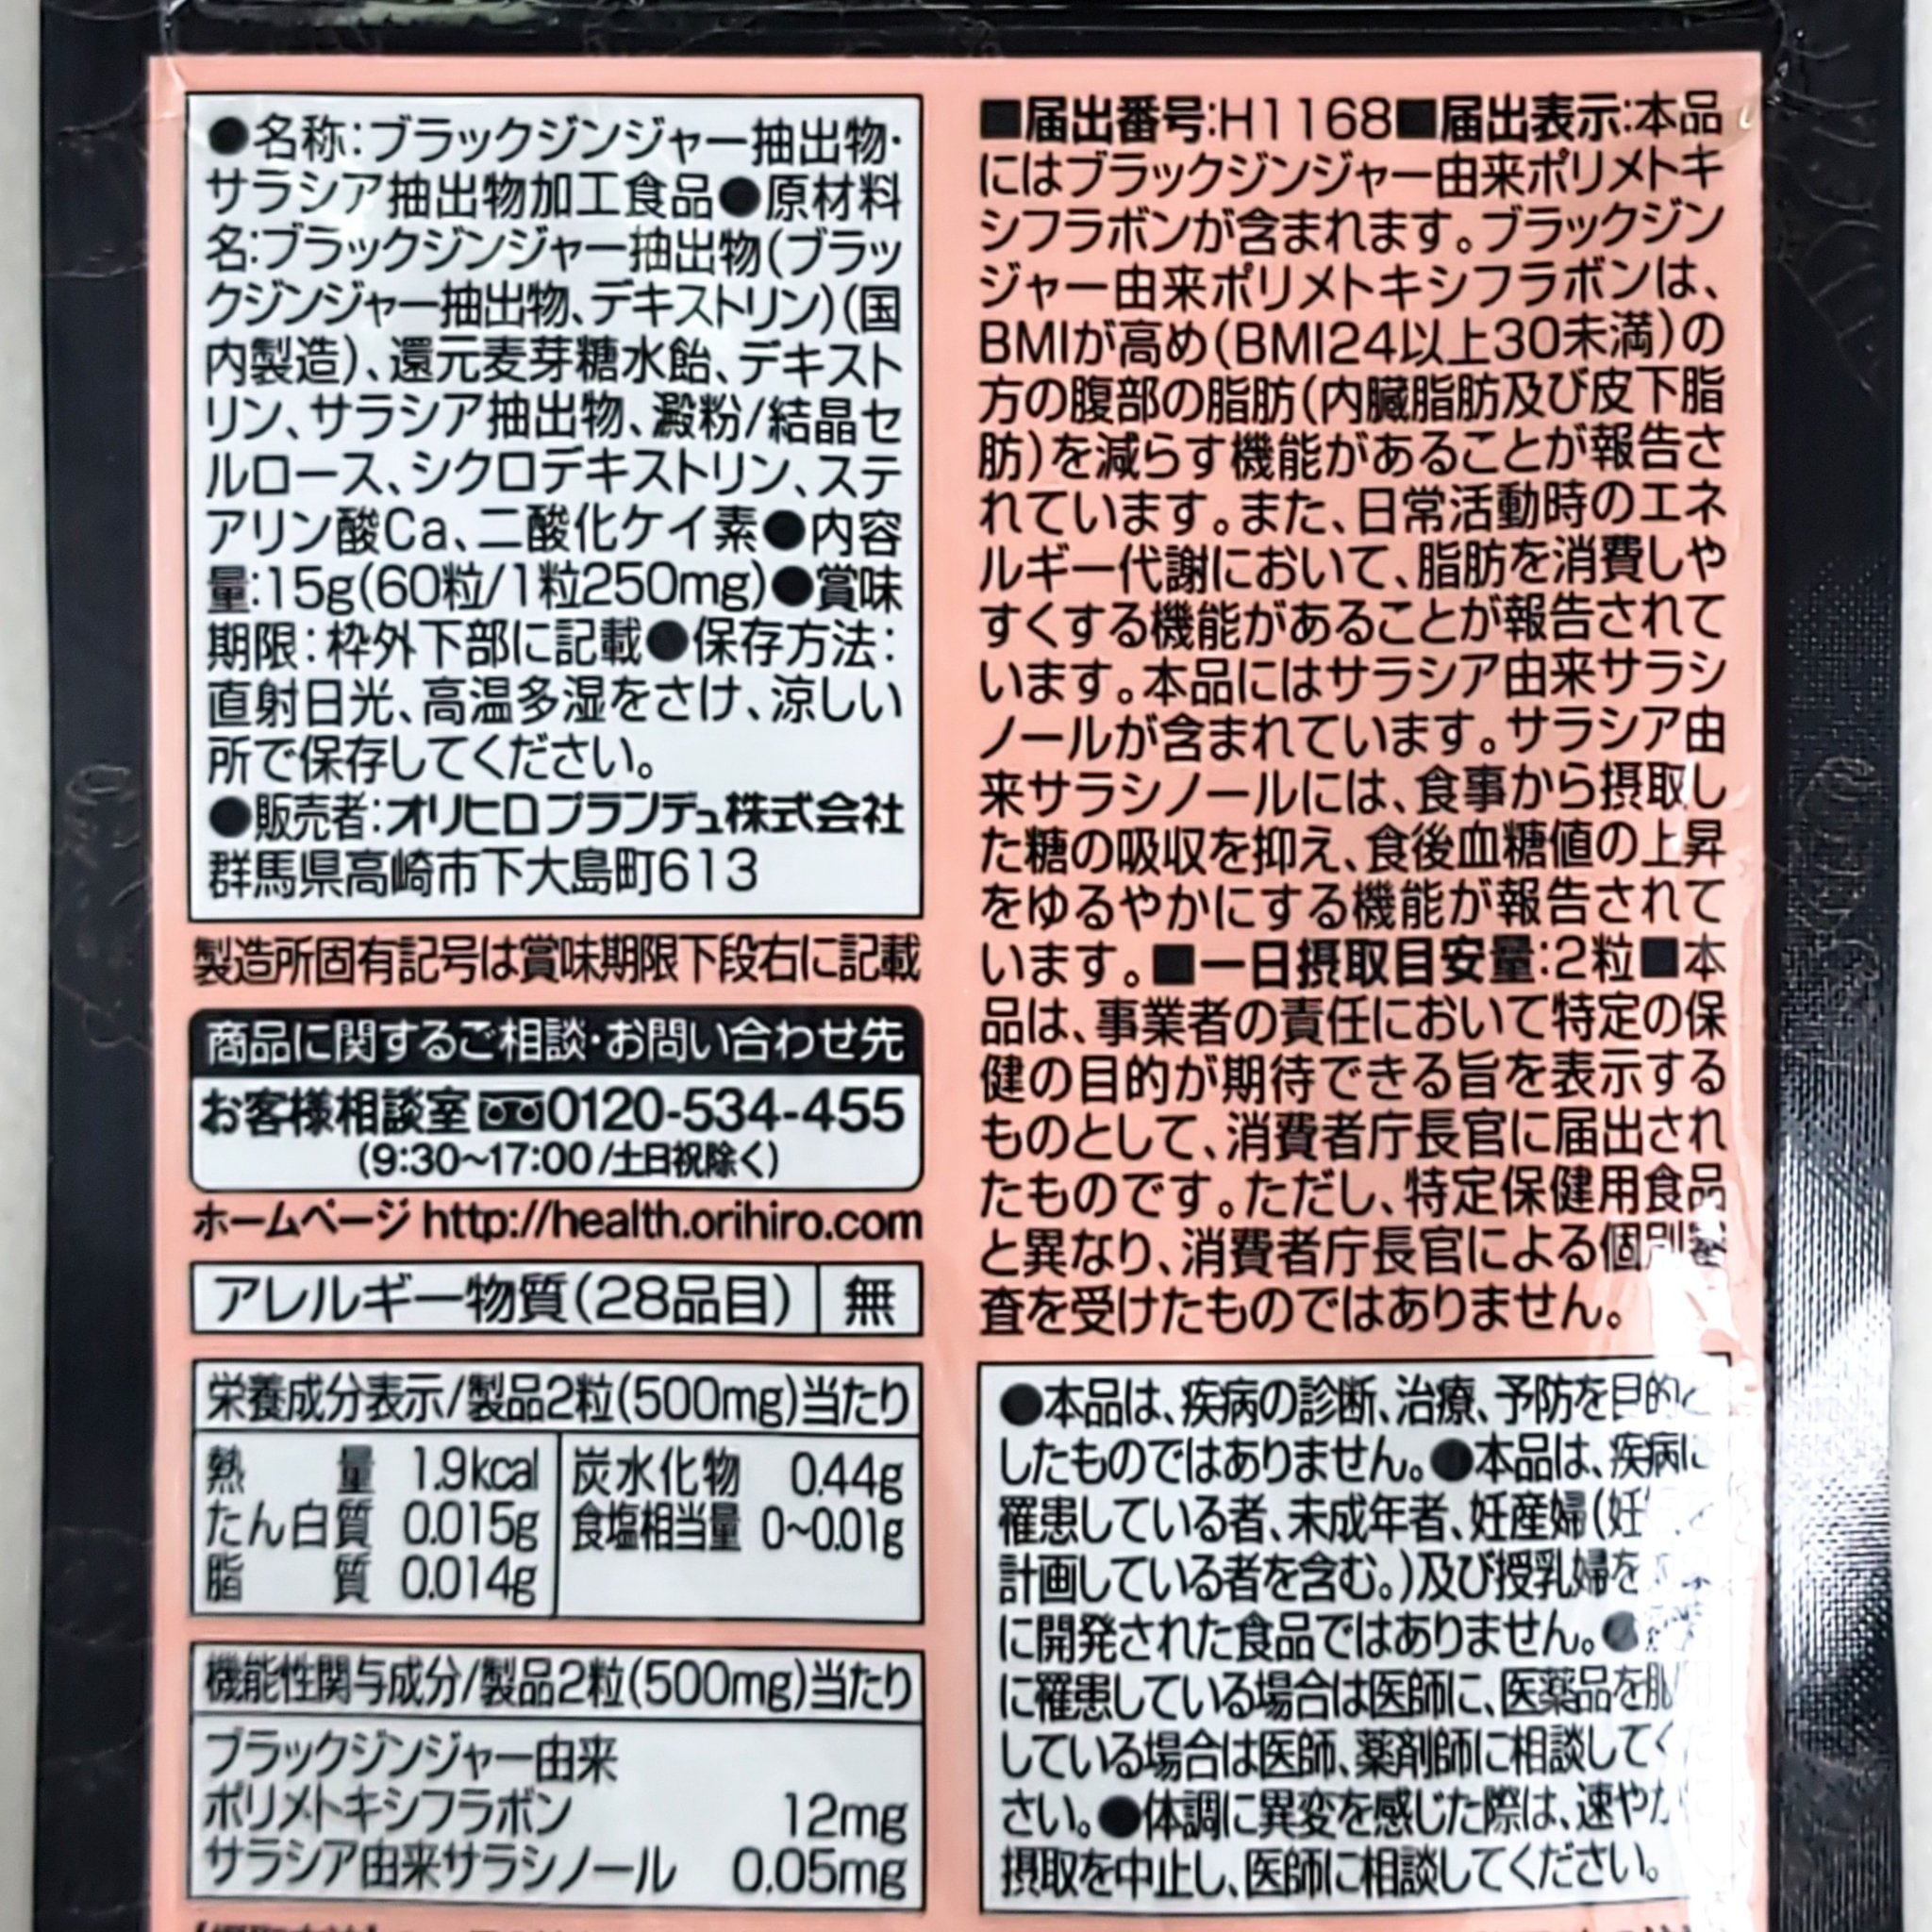 ●名称:ブラックジンジャー抽出物・
サラシア抽出物加工食品●原材料
名:ブラックジンジャー抽出物(ブラッ
クジンジャー抽出物、デキストリン)(国
内製造)、還元麦芽糖水飴、デキスト
リン、サラシア抽出物、澱粉/結晶セ
ルロース、シクロデキストリン、ステ
アリン酸Ca、二酸化ケイ素●内容
量:15g(60粒/1粒250mg)●賞味
期限:枠外下部に記載●保存方法:
直射日光、高温多湿をさけ、涼しい
所で保存してください。
●販売者:オリヒロプランデュ株式会社
群馬県高崎市下大島町613
製造所固有記号は賞味期限下段右に記載
商品に関するご相談・お問い合わせ先
お客様相談室 0120-534-455
(9:30~17:00/土日祝除く)
ホームページ http://health.orihiro.com
アレルギー物質(28品目) 無
栄養成分表示/製品2粒(500mg)当たり
熱量 1.9kcal 炭水化物 0.44g
たん白質 0.015g 食塩相当量 0~0.01g
脂質 0.014g
機能性関与成分/製品2粒(500mg)当たり
ブラックジンジャー由来
ポリメトキシフラボン 12mg
サラシア由来サラシノール 0.05mg
■届出番号:H1168■届出表示:本品
にはブラックジンジャー由来ポリメトキ
シフラボンが含まれます。ブラックジン
ジャー由来ポリメトキシフラボンは、
BMIが高め(BMI24以上30未満)の
方の腹部の脂肪(内臓脂肪及び皮下脂
肪)を減らす機能があることが報告さ
れています。また、日常活動時のエネ
ルギー代謝において、脂肪を消費しや
すくする機能があることが報告されて
います。本品にはサラシア由来サラシ
ノールが含まれています。サラシア由
来サラシノールには、食事から摂取し
た糖の吸収を抑え、食後血糖値の上昇
をゆるやかにする機能が報告されて
います。■一日摂取目安量:2粒■本
品は、事業者の責任において特定の保
健の目的が期待できる旨を表示する
ものとして、消費者庁長官に届出され
たものです。ただし、特定保健用食品
と異なり、消費者庁長官による個別審
査を受けたものではありません。
●本品は、疾病の診断、治療、予防を目的と
したものではありません。●本品は、疾病に
罹患している者、未成年者、妊産婦(妊
計画している者を含む。)及び授乳婦を
に開発された食品ではありません。●
に罹患している場合は医師に、医薬品を服用
している場合は医師、薬剤師に相談してく
さい。●体調に異変を感じた際は、速やか
摂取を中止し、医師に相談してください。